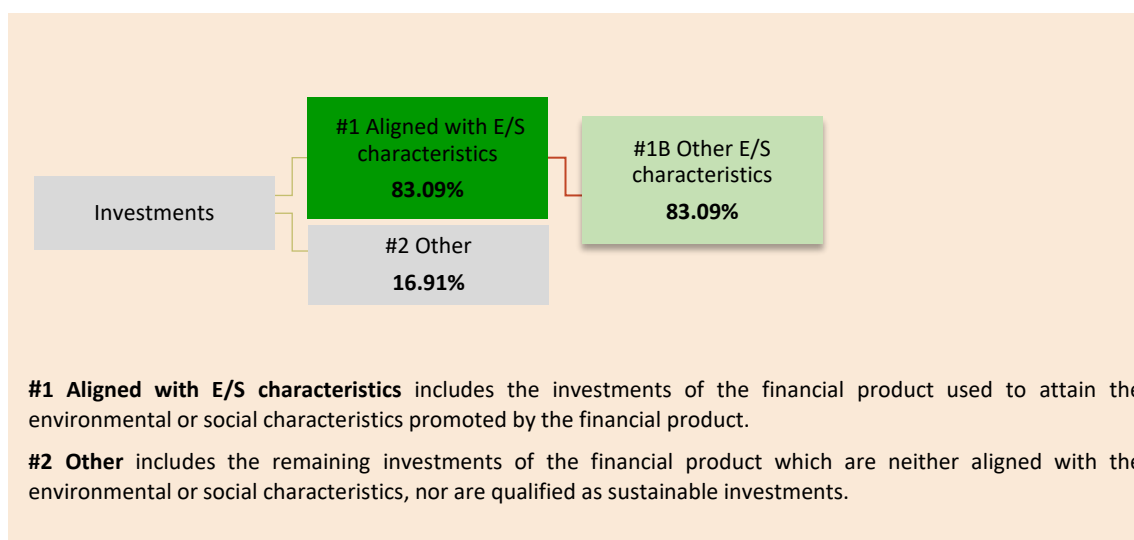 #1 Aligned with E/S
characteristics
83.09%
#1B Other E/S
characteristics
83.09%
Investments
#2 Other
16.91%
#1 Aligned with E/S characteristics includes the investments of the financial product used to attain the
environmental or social characteristics promoted by the financial product.
#2 Other includes the remaining investments of the financial product which are neither aligned with the
environmental or social characteristics, nor are qualified as sustainable investments.